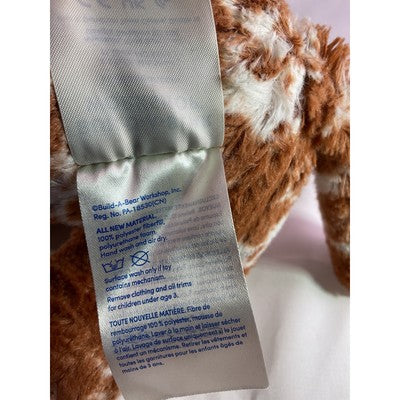 ©Build-A-Bear Workshop, Inc.
Reg. No. PA-18530(CN)
ALL NEW MATERIAL
100% polyester fiberfill,
polyurethane foam
Hand wash and air dry.
Surface wash only if toy
contains mechanism.
Remove clothing and all trims
for children under age 3.
TOUTE NOUVELLE MATIÈRE. Fibre de
rembourrage 100% polyester, mousse de
polyuréthane. Laver à la main et laisser sécher
à l'air. Lavage de surface uniquement si le jouet
contient un mécanisme. Enlever les vêtements et
toutes les garnitures pour les enfants âgés de
moins de 3 ans.